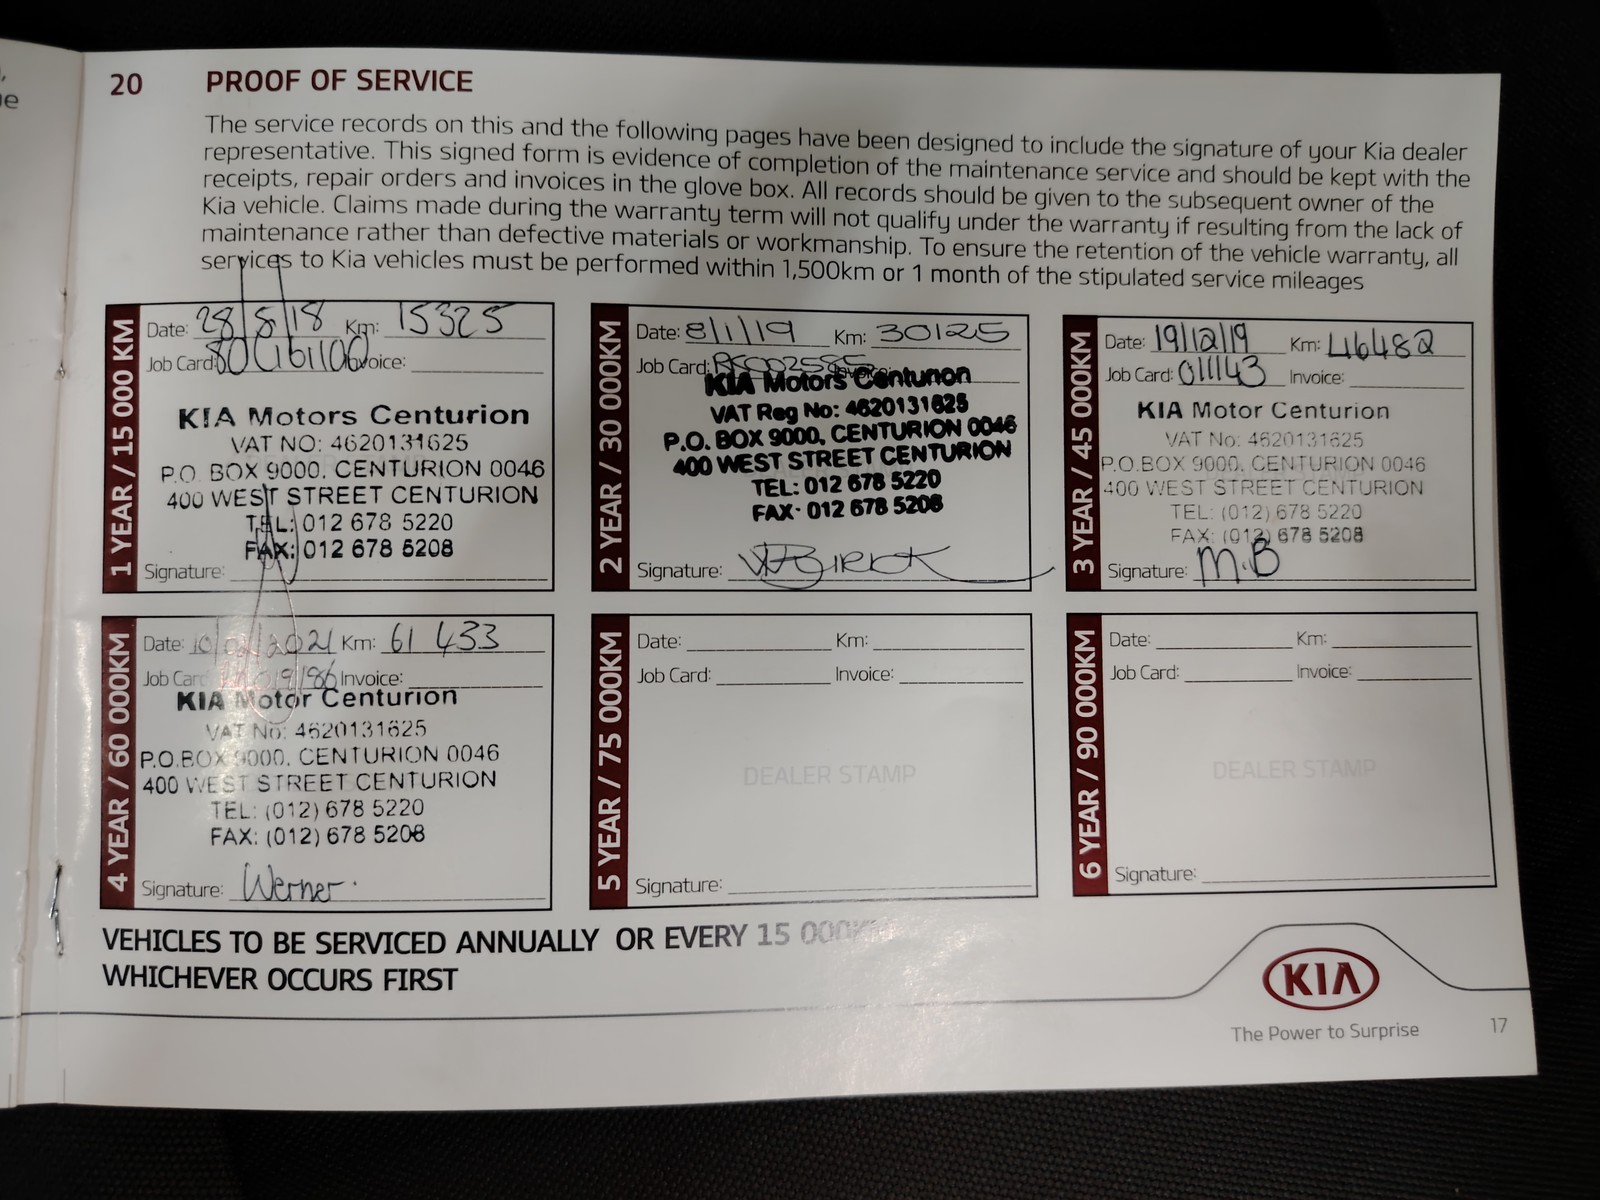 20 PROOF OF SERVICE
The service records on this and the following pages have been designed to include the signature of your Kia dealer
representative. This signed form is evidence of completion of the maintenance service and should be kept with the
receipts, repair orders and invoices in the glove box. All records should be given to the subsequent owner of the
Kia vehicle. Claims made during the warranty term will not qualify under the warranty if resulting from the lack of
maintenance rather than defective materials or workmanship. To ensure the retention of the vehicle warranty, all
services to Kia vehicles must be performed within 1,500km or 1 month of the stipulated service mileages
1 YEAR / 15 000 KM
Date: 28/5/18 Km: 15325
Job Card: Invoice:
KIA Motors Centurion
VAT NO: 4620131625
P.O. BOX 9000. CENTURION 0046
400 WEST STREET CENTURION
TEL: 012 678 5220
FAX: 012 678 5208
Signature:
2 YEAR / 30 000KM
Date: 8/1/19 Km: 30125
Job Card:
KIA Motors Centurion
VAT Reg No: 4620131625
P.O. BOX 9000, CENTURION 0046
400 WEST STREET CENTURION
TEL: 012 678 5220
FAX· 012 678 5208
Signature:
3 YEAR / 45 000KM
Date: 19/12/19 Km: 46482
Job Card: 011143 Invoice:
KIA Motor Centurion
VAT No: 4620131625
P.O.BOX 9000. CENTURION 0046
400 WEST STREET CENTURION
TEL: (012) 678 5220
FAX: (012) 678 5208
Signature: M.B
4 YEAR / 60 000KM
Date: 10/02/2021 Km: 61 433
Job Card Invoice:
KIA Motor Centurion
VAT No: 4620131625
P.O.BOX 9000. CENTURION 0046
400 WEST STREET CENTURION
TEL: (012) 678 5220
FAX: (012) 678 5208
Signature: Werner.
5 YEAR / 75 000KM
Date: Km:
Job Card: Invoice:
DEALER STAMP
Signature:
6 YEAR / 90 000KM
Date: Km:
Job Card: Invoice:
DEALER STAMP
Signature:
VEHICLES TO BE SERVICED ANNUALLY OR EVERY 15 000KM
WHICHEVER OCCURS FIRST
KIA
The Power to Surprise
17